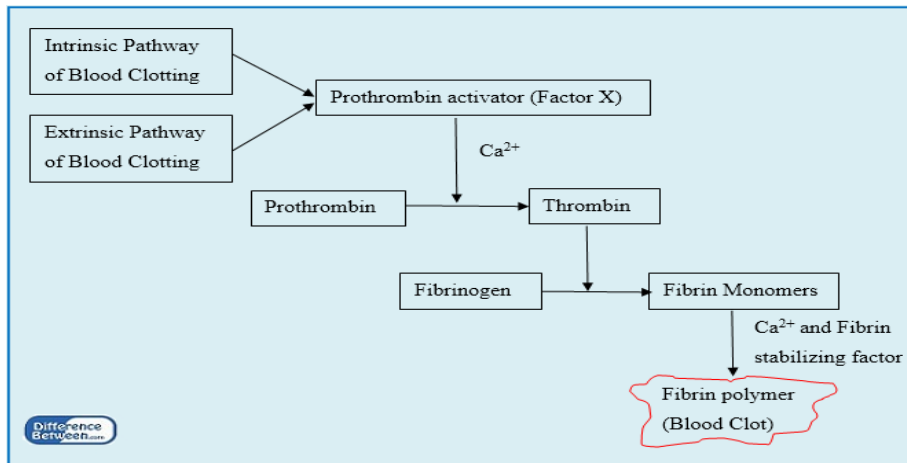 Intrinsic Pathway
of Blood Clotting
Prothrombin activator (Factor X)
Extrinsic Pathway
of Blood Clotting
Ca²⁺
Prothrombin
Thrombin
Fibrinogen
Fibrin Monomers
Ca²⁺ and Fibrin
stabilizing factor
Fibrin polymer
(Blood Clot)
Difference
Between.com